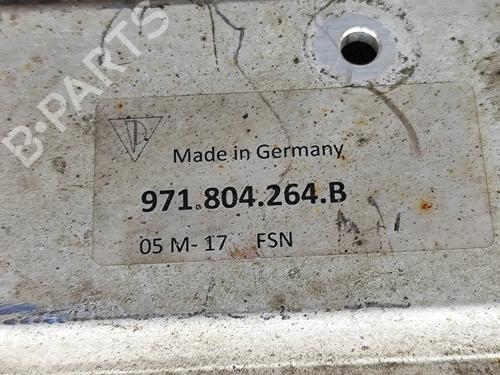 B-PARTS
Made in Germany
971.804.264.B
05 M- 17 FSN